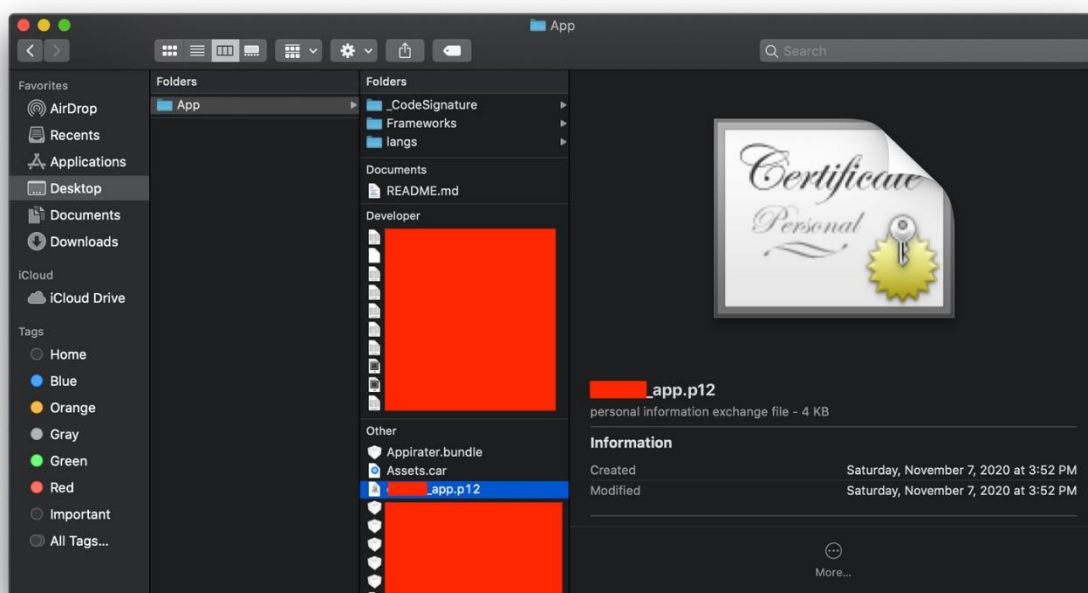 App
Search
Favorites
AirDrop
Recents
Applications
Desktop
Documents
Downloads
iCloud
iCloud Drive
Tags
Home
Blue
Orange
Gray
Green
Red
Important
All Tags...
Folders
App
Folders
_CodeSignature
Frameworks
langs
Documents
README.md
Developer
Other
Appirater.bundle
Assets.car
_app.p12
Certificate
Personal
_app.p12
personal information exchange file - 4 KB
Information
Created Saturday, November 7, 2020 at 3:52 PM
Modified Saturday, November 7, 2020 at 3:52 PM
More...